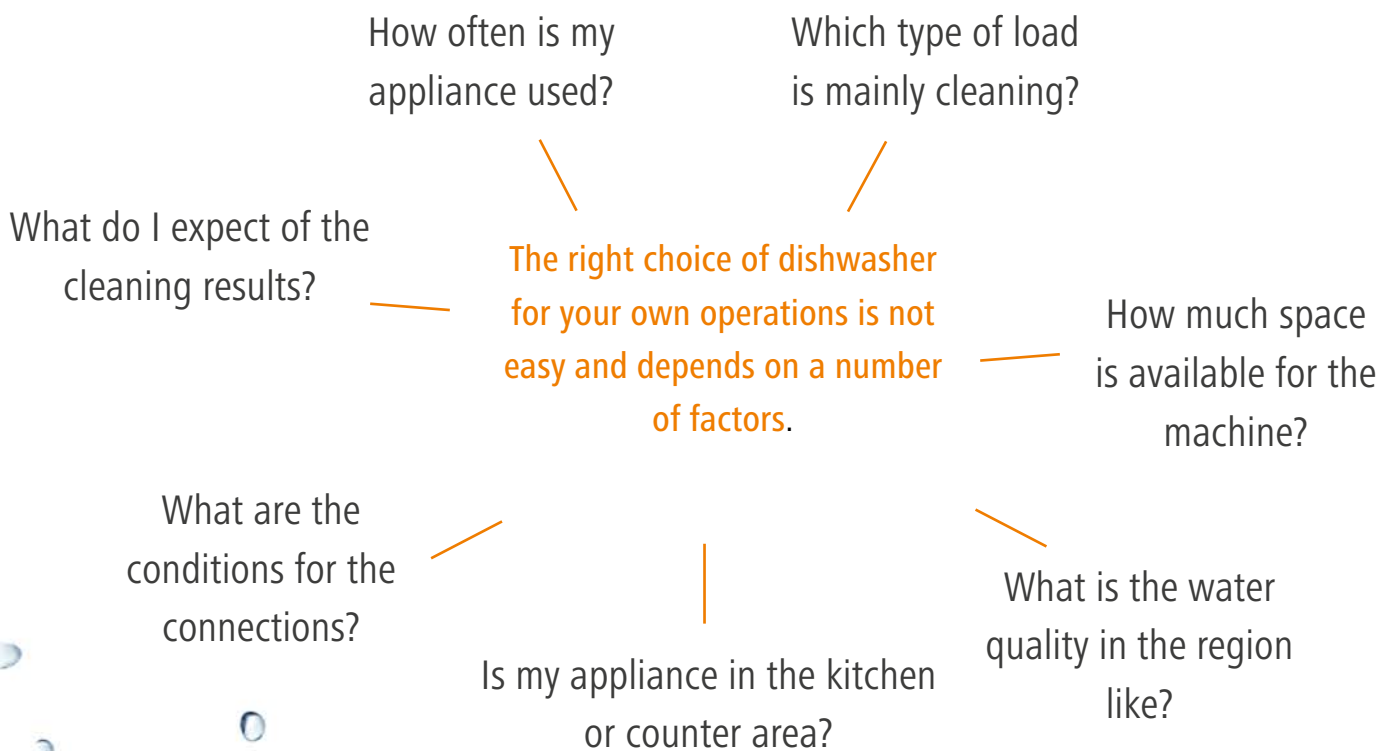 How often is my
appliance used?
Which type of load
is mainly cleaning?
What do I expect of the
cleaning results?
The right choice of dishwasher
for your own operations is not
easy and depends on a number
of factors.
How much space
is available for the
machine?
What are the
conditions for the
connections?
What is the water
quality in the region
like?
Is my appliance in the kitchen
or counter area?